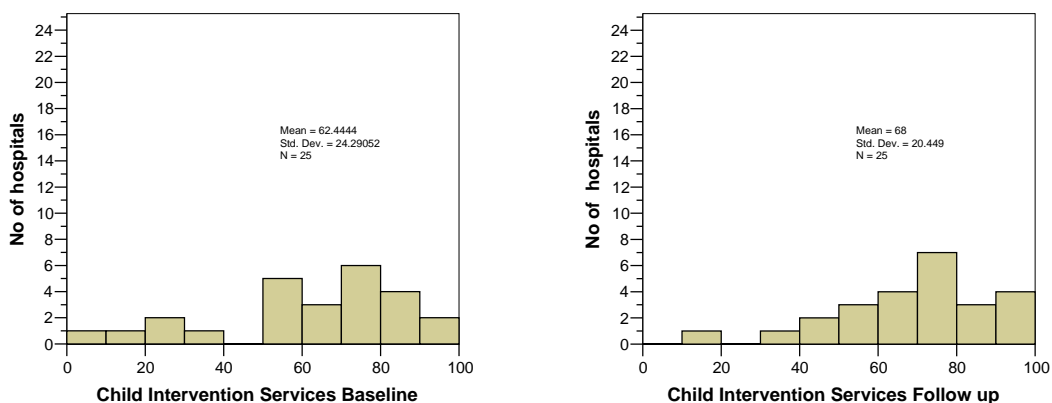 24
22
20
18
16
14
12
10
8
6
4
2
0
No of hospitals
Mean = 62.4444
Std. Dev. = 24.29052
N = 25
0 20 40 60 80 100
Child Intervention Services Baseline
24
22
20
18
16
14
12
10
8
6
4
2
0
No of hospitals
Mean = 68
Std. Dev. = 20.449
N = 25
0 20 40 60 80 100
Child Intervention Services Follow up